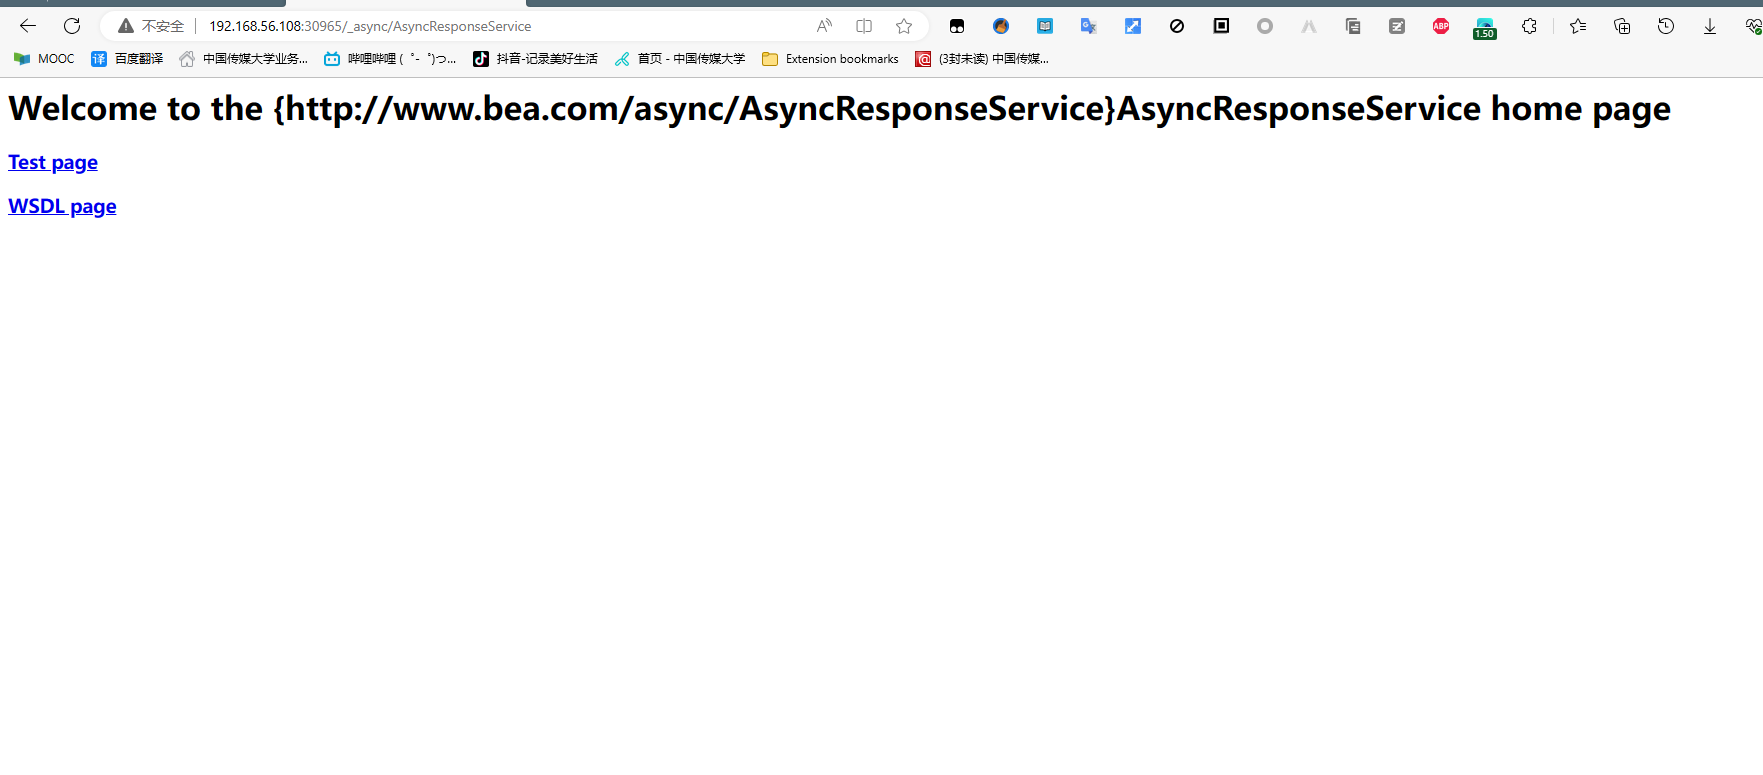 不安全 192.168.56.108:30965/_async/AsyncResponseService
1.50
MOOC 百度翻译 中国传媒大学业务... 哔哩哔哩 ( ゜- ゜)つ... 抖音-记录美好生活 首页 - 中国传媒大学 Extension bookmarks (3封未读) 中国传媒...
Welcome to the {http://www.bea.com/async/AsyncResponseService}AsyncResponseService home page
Test page
WSDL page